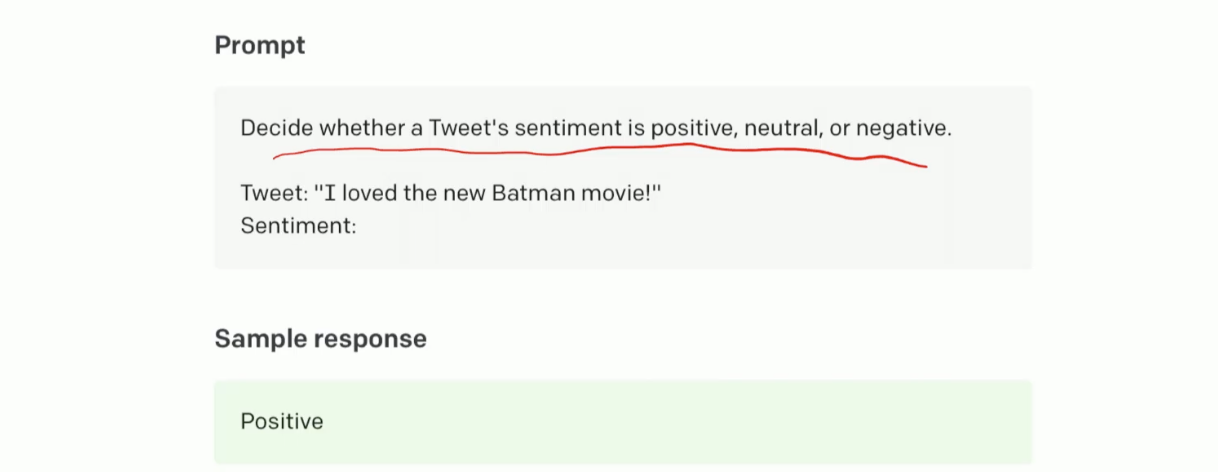 Prompt
Decide whether a Tweet's sentiment is positive, neutral, or negative.
Tweet: "I loved the new Batman movie!"
Sentiment:
Sample response
Positive